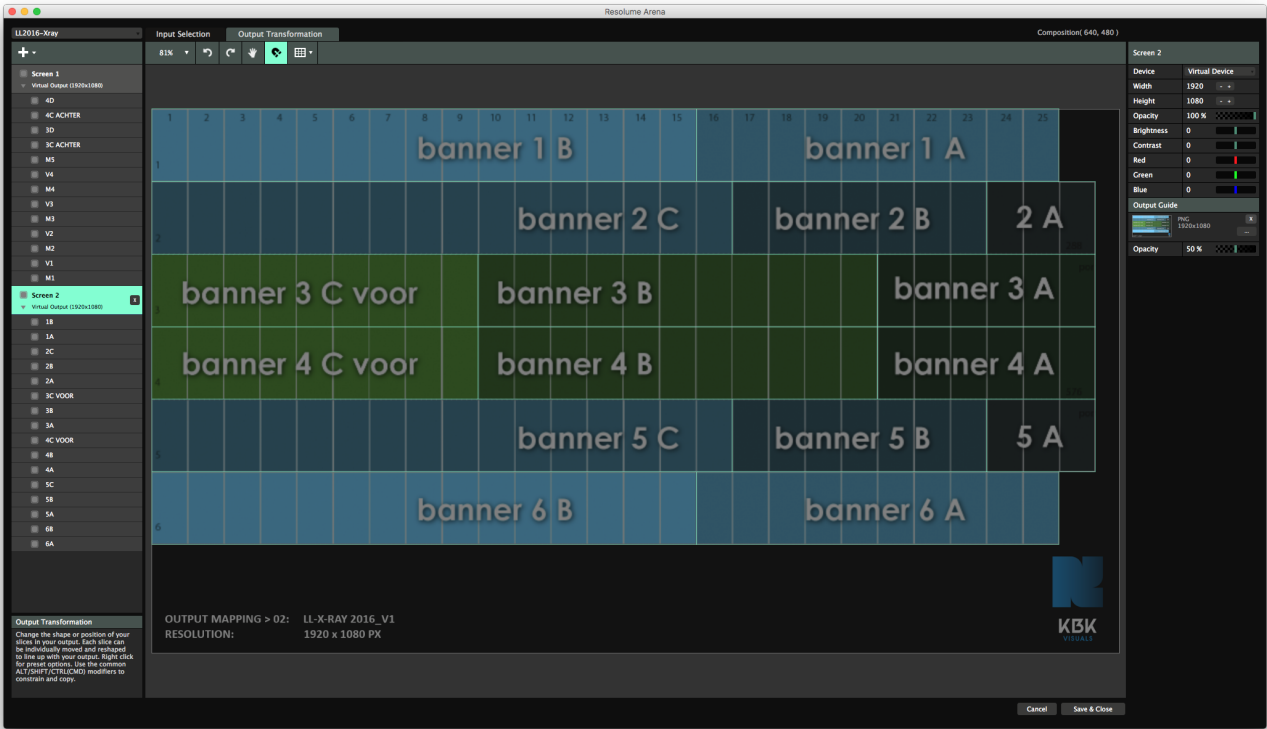 Resolume Arena
LL2016-Xray
Input Selection
Output Transformation
Composition( 640, 480 )
81%
Screen 1
Virtual Output (1920x1080)
4D
4C ACHTER
3D
3C ACHTER
M5
V4
M4
V3
M3
V2
M2
V1
M1
Screen 2
Virtual Output (1920x1080)
x
1B
1A
2C
2B
2A
3C VOOR
3B
3A
4C VOOR
4B
4A
5C
5B
5A
6B
6A
Output Transformation
Change the shape or position of your
slices in your output. Each slice can
be individually moved and reshaped
to line up with your output. Right click
for preset options. Use the common
ALT/SHIFT/CTRL(CMD) modifiers to
constrain and copy.
1 2 3 4 5 6 7 8 9 10 11 12 13 14 15 16 17 18 19 20 21 22 23 24 25
1
banner 1 B
banner 1 A
2
banner 2 C
banner 2 B
2 A
3
banner 3 C voor
banner 3 B
banner 3 A
4
banner 4 C voor
banner 4 B
banner 4 A
5
banner 5 C
banner 5 B
5 A
6
banner 6 B
banner 6 A
OUTPUT MAPPING > 02: LL-X-RAY 2016_V1
RESOLUTION: 1920 x 1080 PX
KBK
VISUALS
Screen 2
Device Virtual Device
Width 1920 - +
Height 1080 - +
Opacity 100 %
Brightness 0
Contrast 0
Red 0
Green 0
Blue 0
Output Guide
PNG
1920x1080
x
...
Opacity 50 %
Cancel
Save & Close